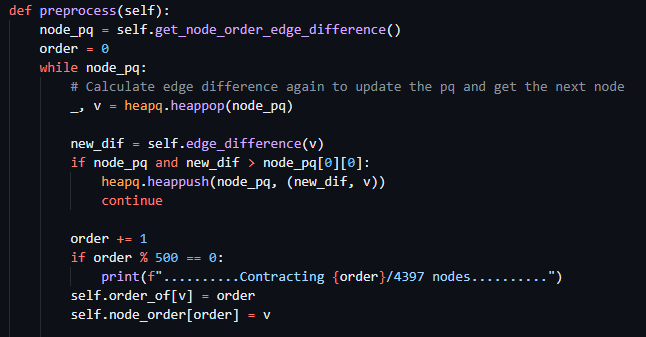 def preprocess(self):
    node_pq = self.get_node_order_edge_difference()
    order = 0
    while node_pq:
        # Calculate edge difference again to update the pq and get the next node
        _, v = heapq.heappop(node_pq)

        new_dif = self.edge_difference(v)
        if node_pq and new_dif > node_pq[0][0]:
            heapq.heappush(node_pq, (new_dif, v))
            continue

        order += 1
        if order % 500 == 0:
            print(f"..........Contracting {order}/4397 nodes..........")
        self.order_of[v] = order
        self.node_order[order] = v